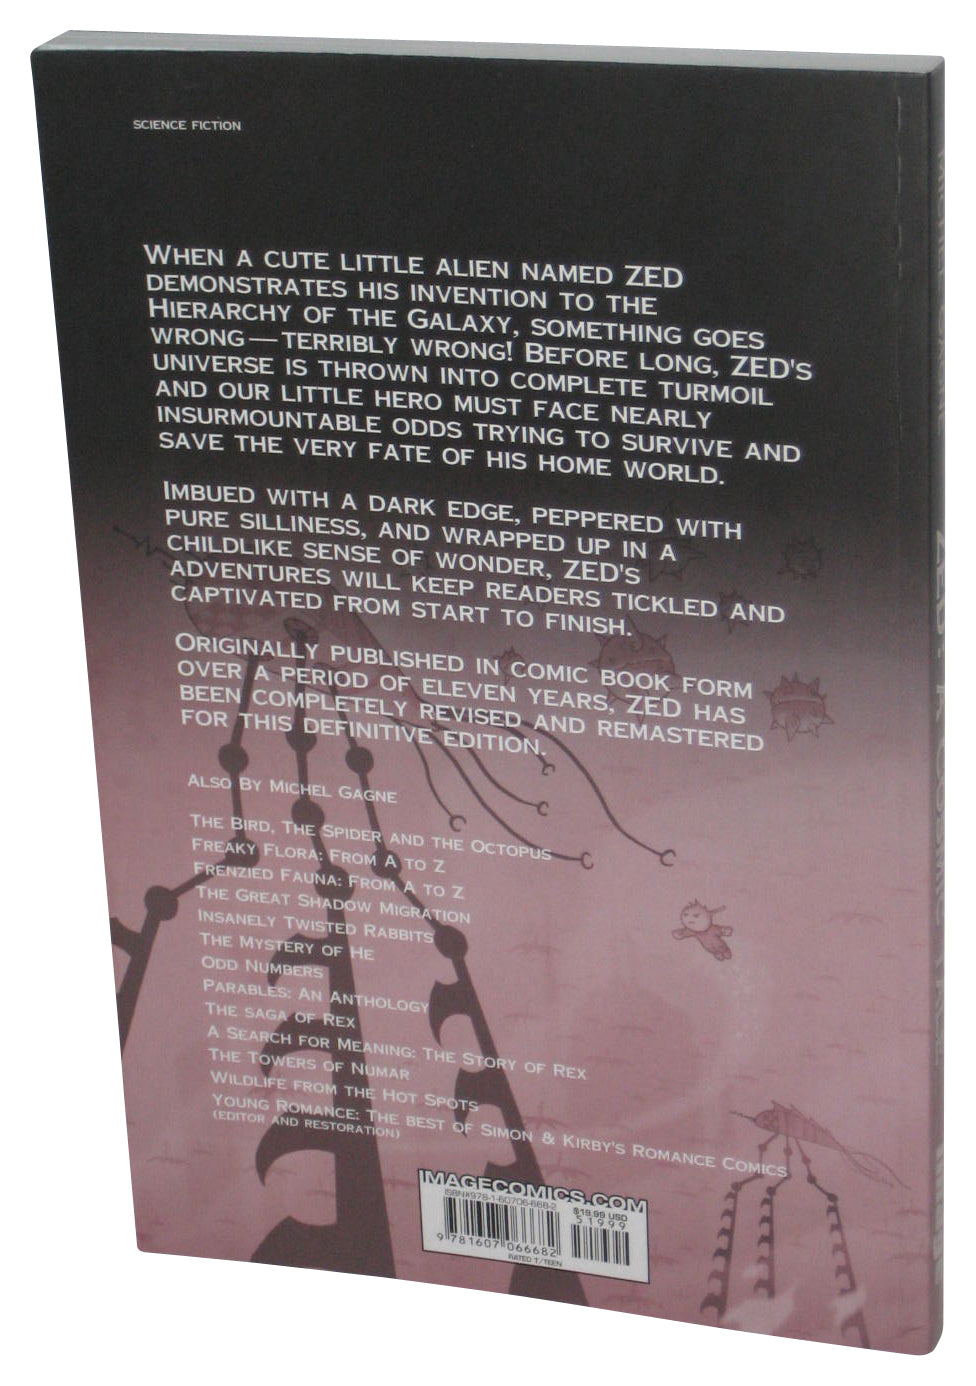 SCIENCE FICTION
WHEN A CUTE LITTLE ALIEN NAMED ZED
DEMONSTRATES HIS INVENTION TO THE
HIERARCHY OF THE GALAXY, SOMETHING GOES
WRONG—TERRIBLY WRONG! BEFORE LONG, ZED'S
UNIVERSE IS THROWN INTO COMPLETE TURMOIL
AND OUR LITTLE HERO MUST FACE NEARLY
INSURMOUNTABLE ODDS TRYING TO SURVIVE AND
SAVE THE VERY FATE OF HIS HOME WORLD.
IMBUED WITH A DARK EDGE, PEPPERED WITH
PURE SILLINESS, AND WRAPPED UP IN A
CHILDLIKE SENSE OF WONDER, ZED'S
ADVENTURES WILL KEEP READERS TICKLED AND
CAPTIVATED FROM START TO FINISH.
ORIGINALLY PUBLISHED IN COMIC BOOK FORM
OVER A PERIOD OF ELEVEN YEARS, ZED HAS
BEEN COMPLETELY REVISED AND REMASTERED
FOR THIS DEFINITIVE EDITION.
ALSO BY MICHEL GAGNE
THE BIRD, THE SPIDER AND THE OCTOPUS
FREAKY FLORA: FROM A TO Z
FRENZIED FAUNA: FROM A TO Z
THE GREAT SHADOW MIGRATION
INSANELY TWISTED RABBITS
THE MYSTERY OF HE
ODD NUMBERS
PARABLES: AN ANTHOLOGY
THE SAGA OF REX
A SEARCH FOR MEANING: THE STORY OF REX
THE TOWERS OF NUMAR
WILDLIFE FROM THE HOT SPOTS
YOUNG ROMANCE: THE BEST OF SIMON & KIRBY'S ROMANCE COMICS
(EDITOR AND RESTORATION)
IMAGECOMICS.COM
ISBN#978-1-60706-668-2
$19.99 USD
51999
9 781607 066682
RATED T/TEEN